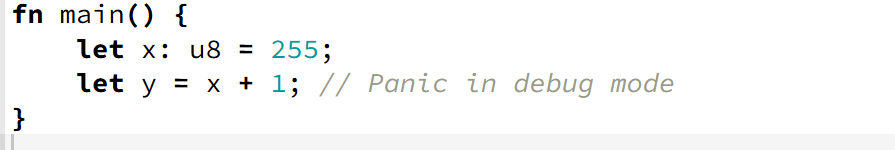 fn main() {
    let x: u8 = 255;
    let y = x + 1; // Panic in debug mode
}